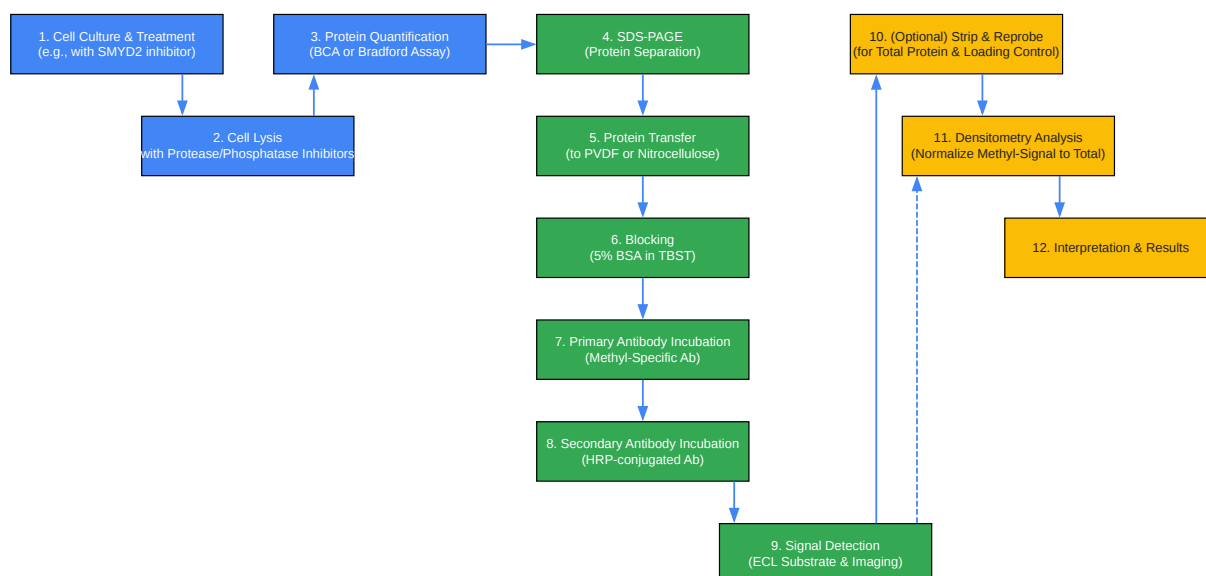 1. Cell Culture & Treatment
(e.g., with SMYD2 inhibitor)
2. Cell Lysis
with Protease/Phosphatase Inhibitors
3. Protein Quantification
(BCA or Bradford Assay)
4. SDS-PAGE
(Protein Separation)
5. Protein Transfer
(to PVDF or Nitrocellulose)
6. Blocking
(5% BSA in TBST)
7. Primary Antibody Incubation
(Methyl-Specific Ab)
8. Secondary Antibody Incubation
(HRP-conjugated Ab)
9. Signal Detection
(ECL Substrate & Imaging)
10. (Optional) Strip & Reprobe
(for Total Protein & Loading Control)
11. Densitometry Analysis
(Normalize Methyl-Signal to Total)
12. Interpretation & Results